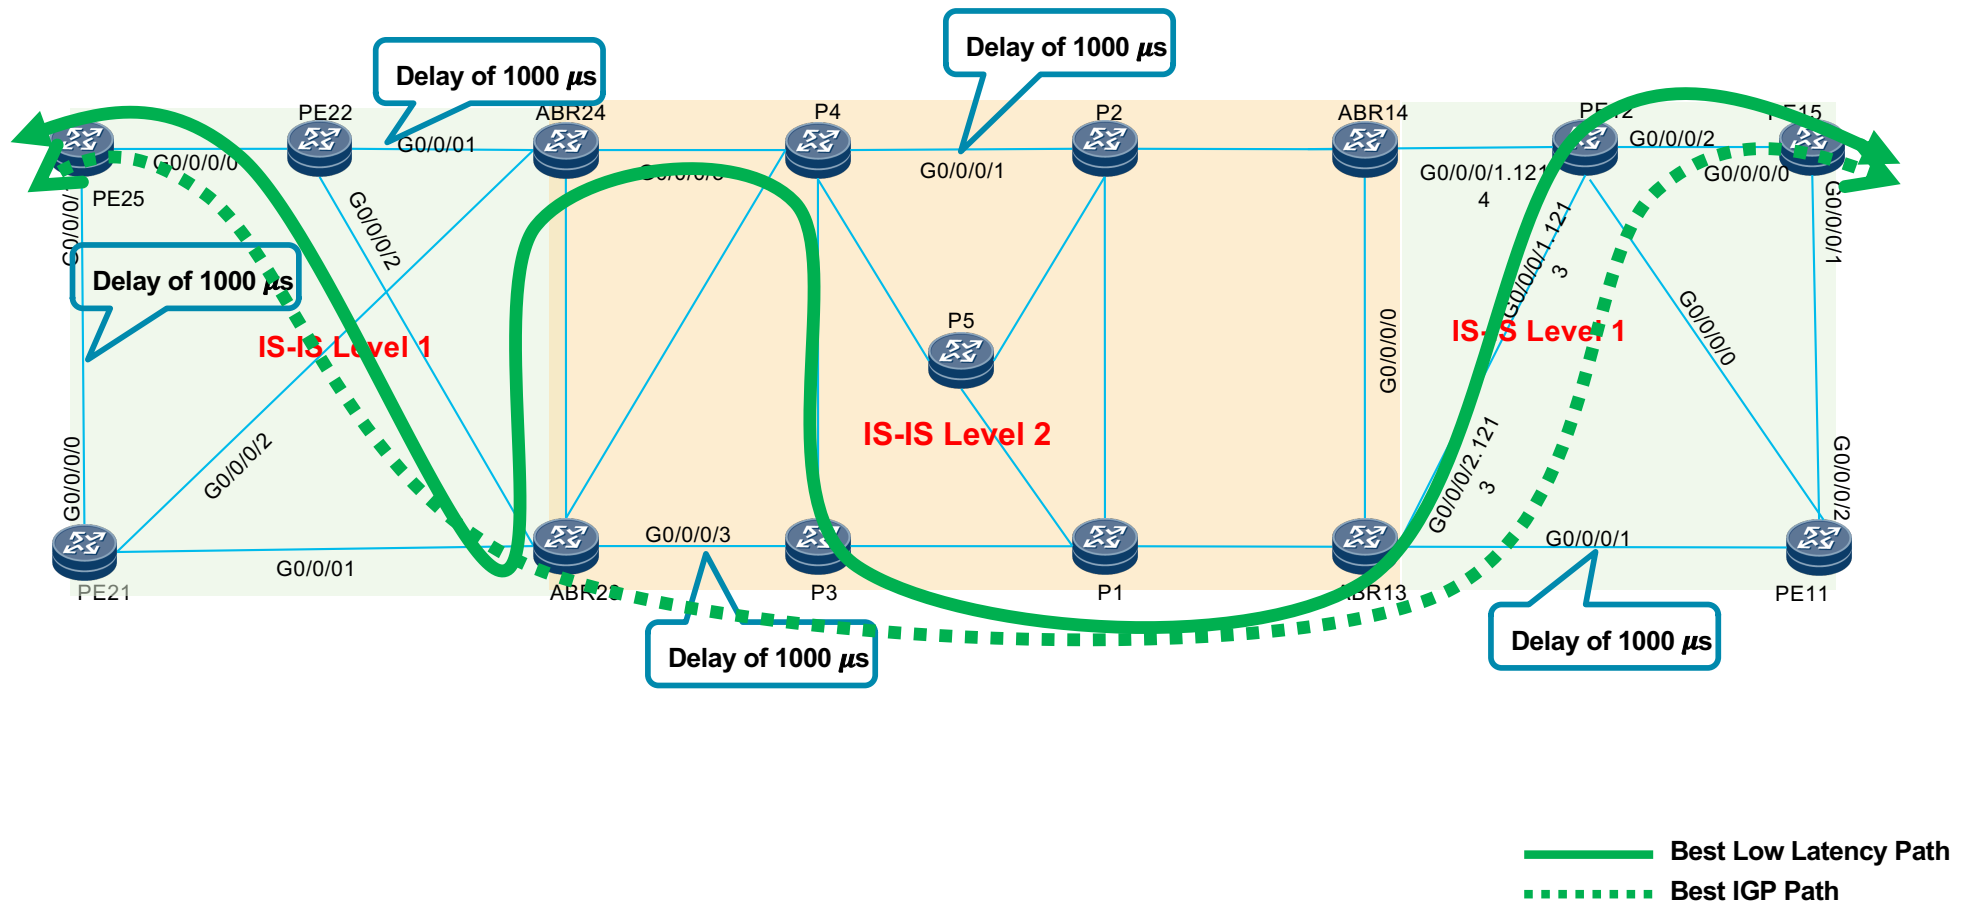 Delay of 1000 μs
Delay of 1000 μs
PE22
ABR24
P4
P2
ABR14
G0/0/0/0
G0/0/01
G0/0/0/1
G0/0/0/1.121
4
G0/0/0/2
G0/0/0/0
PE25
G0/0/0/2
G0/0/0/1.121
3
G0/0/0/1
Delay of 1000 μs
IS-IS Level 1
P5
G0/0/0/0
IS-IS Level 1
G0/0/0/0
IS-IS Level 2
G0/0/0/0
G0/0/0/2
G0/0/0/2.121
3
G0/0/0/2
G0/0/0/3
G0/0/0/1
G0/0/01
PE21
P3
P1
ABR13
PE11
Delay of 1000 μs
Delay of 1000 μs
Best Low Latency Path
Best IGP Path